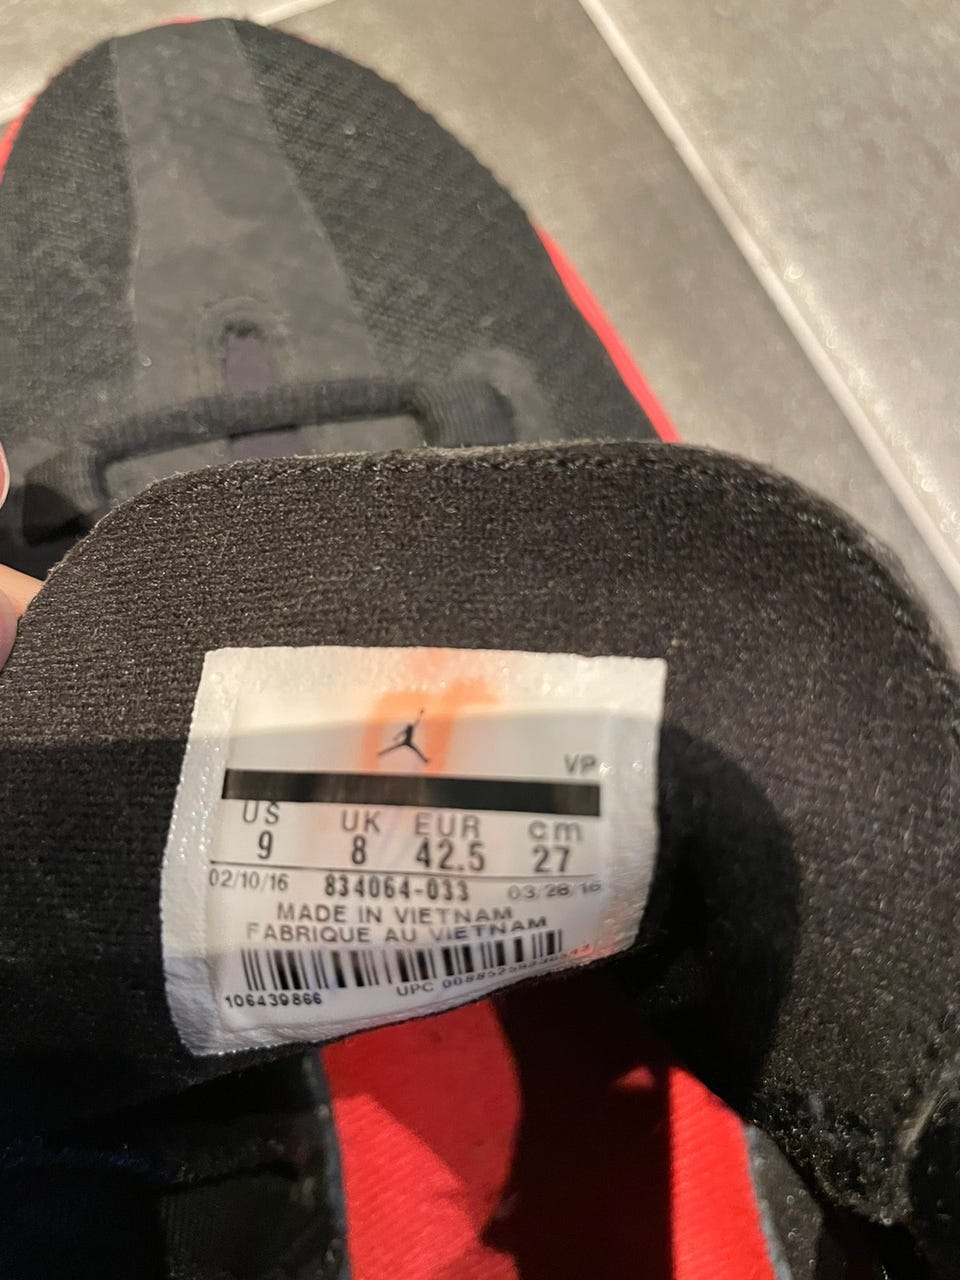 VP
US UK EUR cm
9 8 42.5 27
02/10/16 834064-033 03/28/16
MADE IN VIETNAM
FABRIQUE AU VIETNAM
106439866 UPC